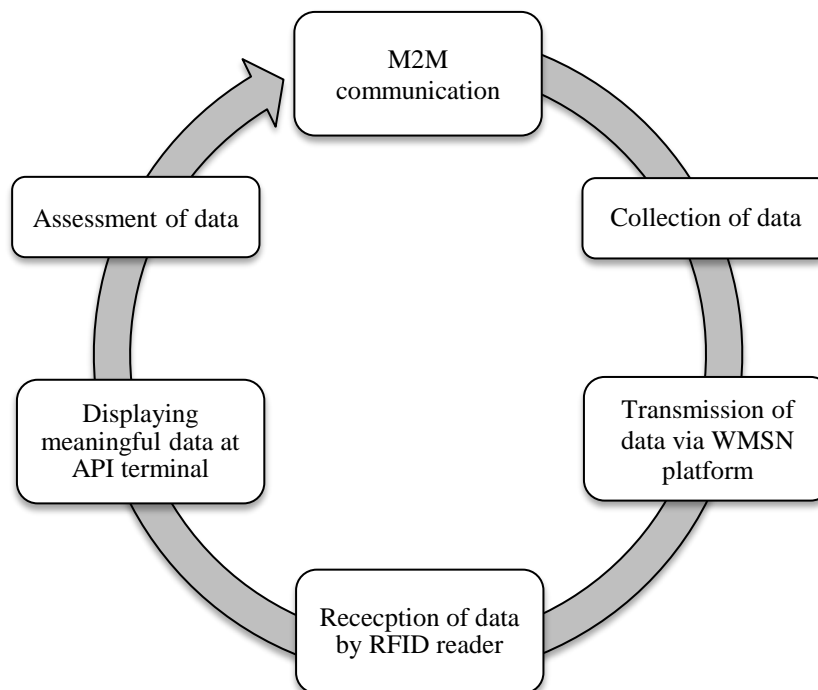 M2M
communication
Collection of data
Transmission of
data via WMSN
platform
Rececption of data
by RFID reader
Displaying
meaningful data at
API terminal
Assessment of data